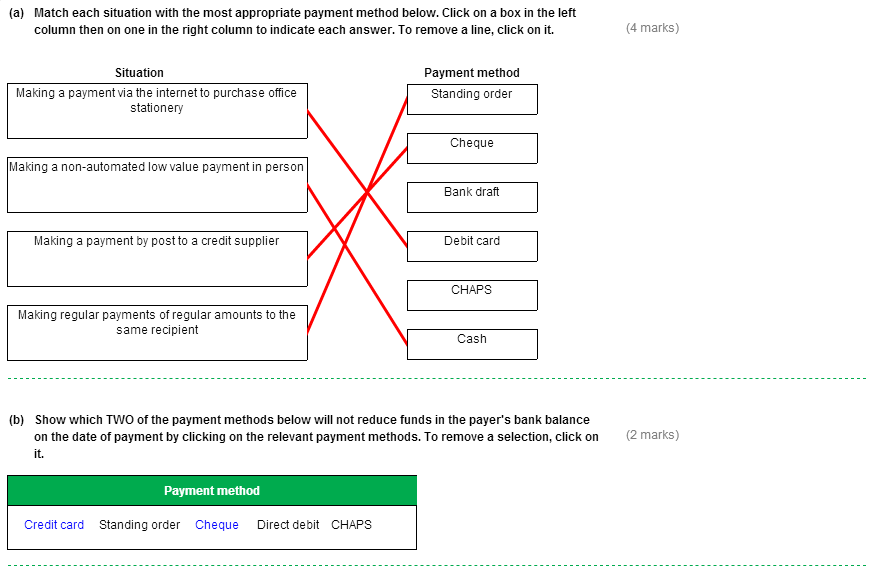 (a) Match each situation with the most appropriate payment method below. Click on a box in the left
column then on one in the right column to indicate each answer. To remove a line, click on it.
(4 marks)
Situation
Payment method
Making a payment via the internet to purchase office
stationery
Standing order
Cheque
Making a non-automated low value payment in person
Bank draft
Making a payment by post to a credit supplier
Debit card
CHAPS
Making regular payments of regular amounts to the
same recipient
Cash
(b) Show which TWO of the payment methods below will not reduce funds in the payer's bank balance
on the date of payment by clicking on the relevant payment methods. To remove a selection, click on
it.
(2 marks)
Payment method
Credit card Standing order Cheque Direct debit CHAPS